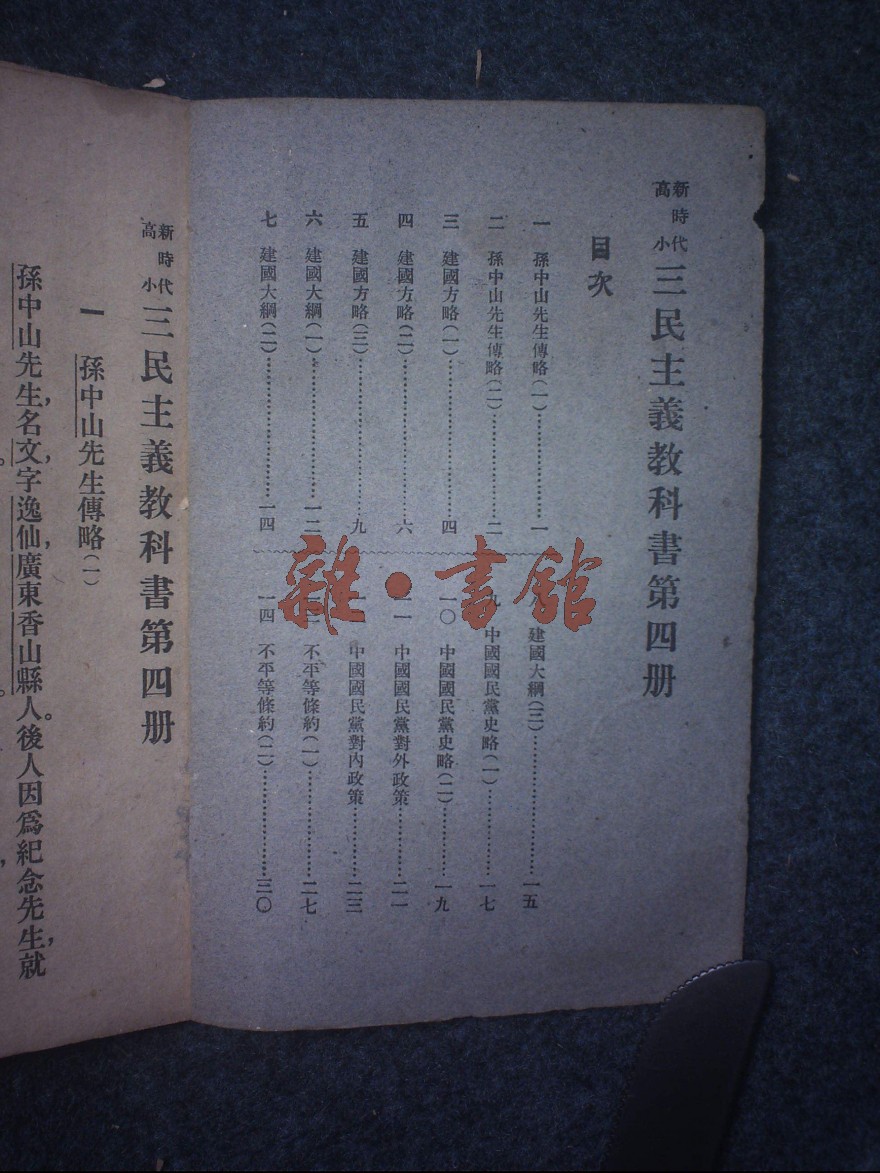 新時代
高小
三民主義教科書第四册
目次
一 孫中山先生傳略(一)…………一
二 孫中山先生傳略(二)…………二
三 建國方略(一)…………四
四 建國方略(二)…………六
五 建國方略(三)…………九
六 建國大綱(一)…………一二
七 建國大綱(二)…………一四
建國大綱(三)…………一五
九 中國國民黨史略(一)…………一七
一〇 中國國民黨史略(二)…………一九
一一 中國國民黨對外政策…………二一
中國國民黨對內政策…………二三
不平等條約(一)…………二七
一四 不平等條約(二)…………三〇
雜·書館
新時代
高小
三民主義教科書第四册
一 孫中山先生傳略(一)
孫中山先生,名文,字逸仙,廣東香山縣人。後人因爲紀念先生,就